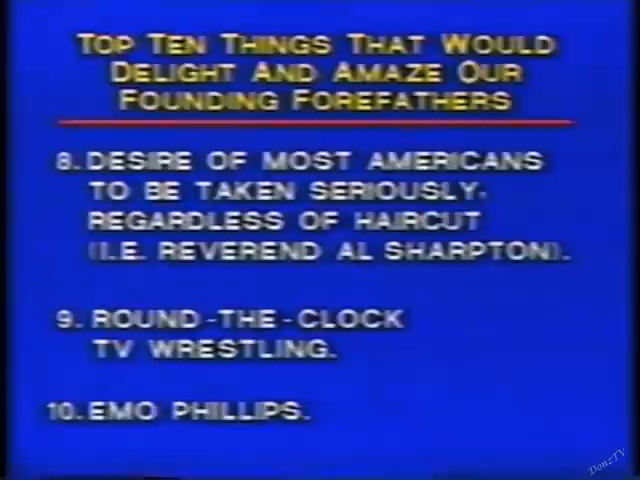 TOP TEN THINGS THAT WOULD
DELIGHT AND AMAZE OUR
FOUNDING FOREFATHERS
8. DESIRE OF MOST AMERICANS
TO BE TAKEN SERIOUSLY-
REGARDLESS OF HAIRCUT
(I.E. REVEREND AL SHARPTON).
9. ROUND-THE-CLOCK
TV WRESTLING.
10. EMO PHILLIPS.
DonzTV